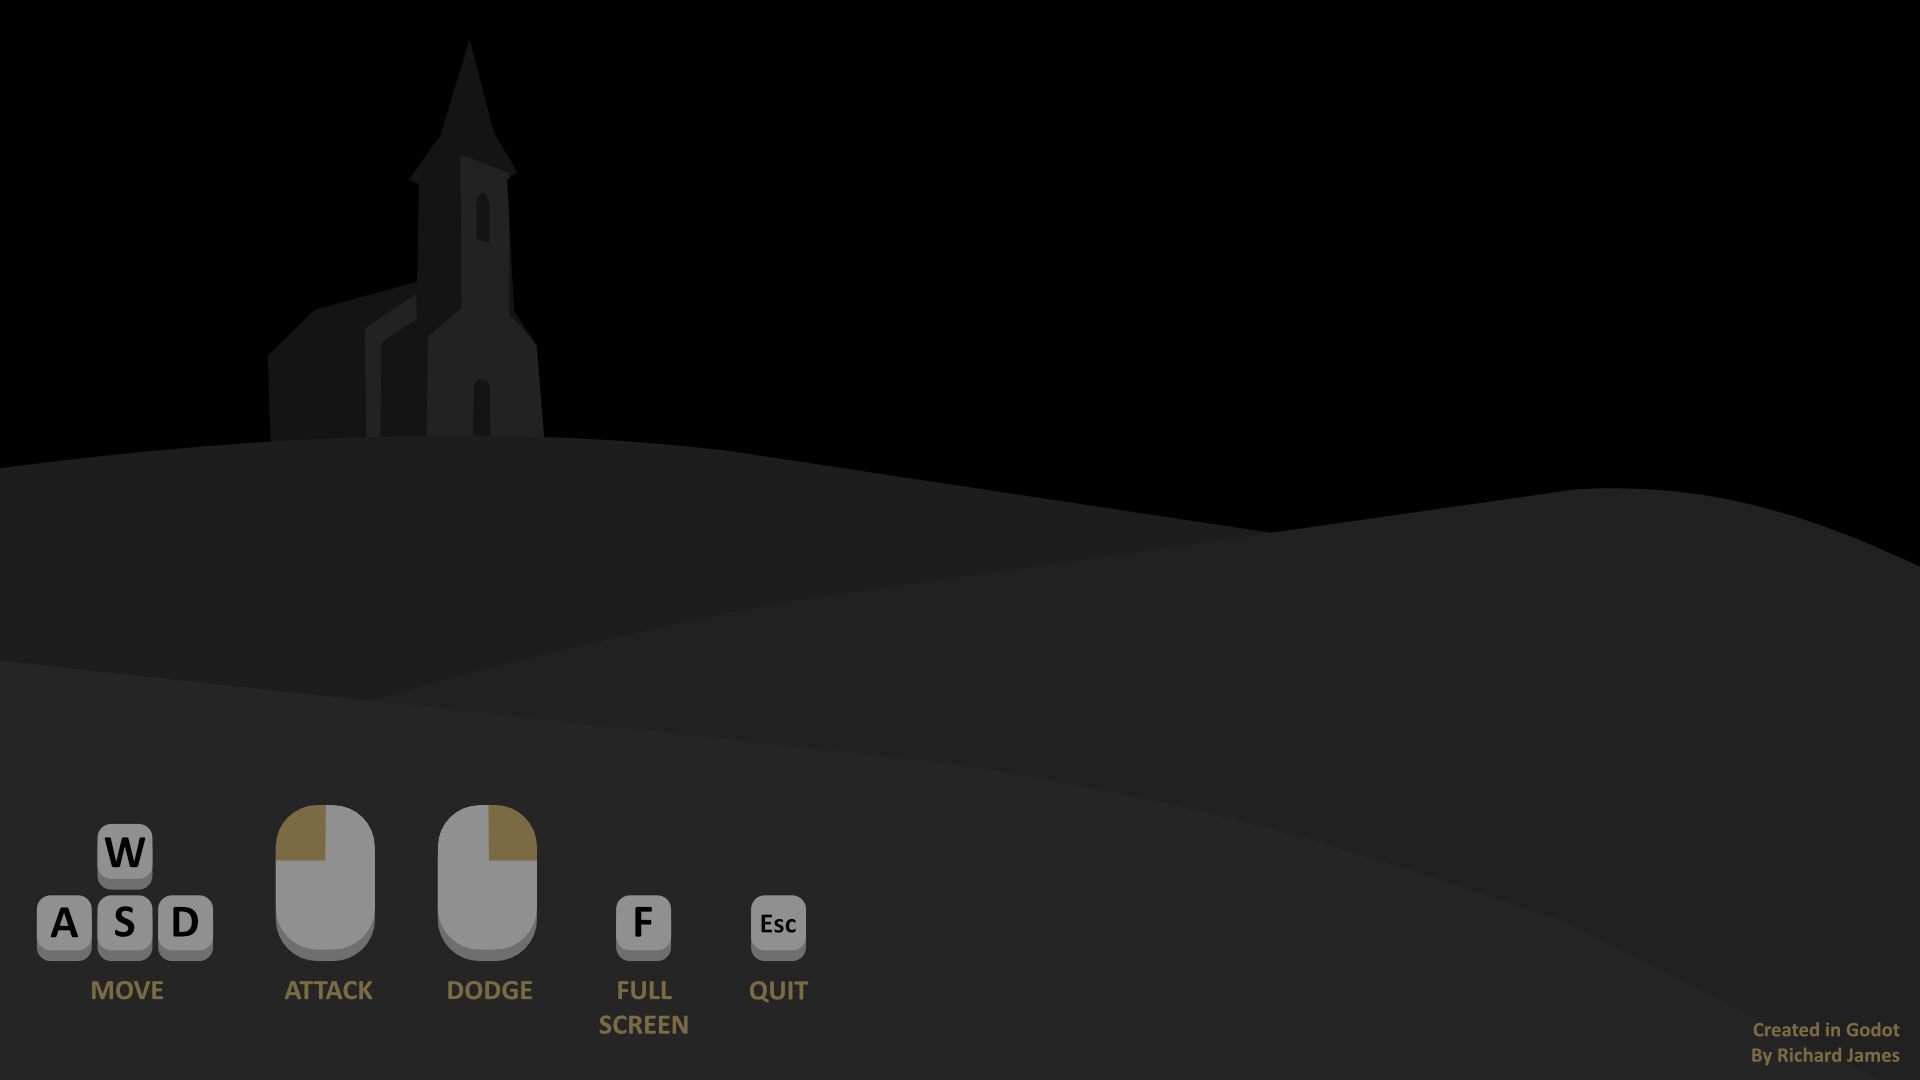 W
A S D
MOVE
ATTACK
DODGE
F
FULL
SCREEN
Esc
QUIT
Created in Godot
By Richard James